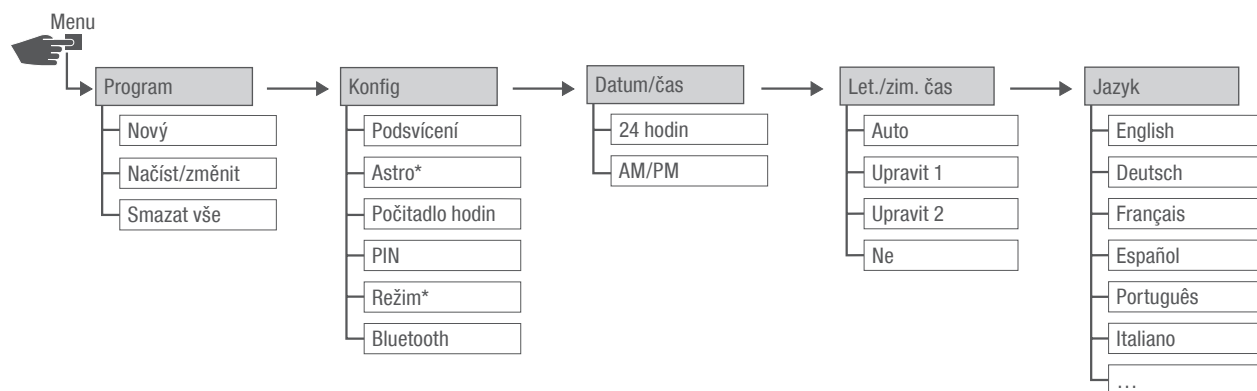 Menu
Program
Nový
Načíst/změnit
Smazat vše
Konfig
Podsvícení
Astro*
Počitadlo hodin
PIN
Režim*
Bluetooth
Datum/čas
24 hodin
AM/PM
Let./zim. čas
Auto
Upravit 1
Upravit 2
Ne
Jazyk
English
Deutsch
Français
Español
Português
Italiano
…